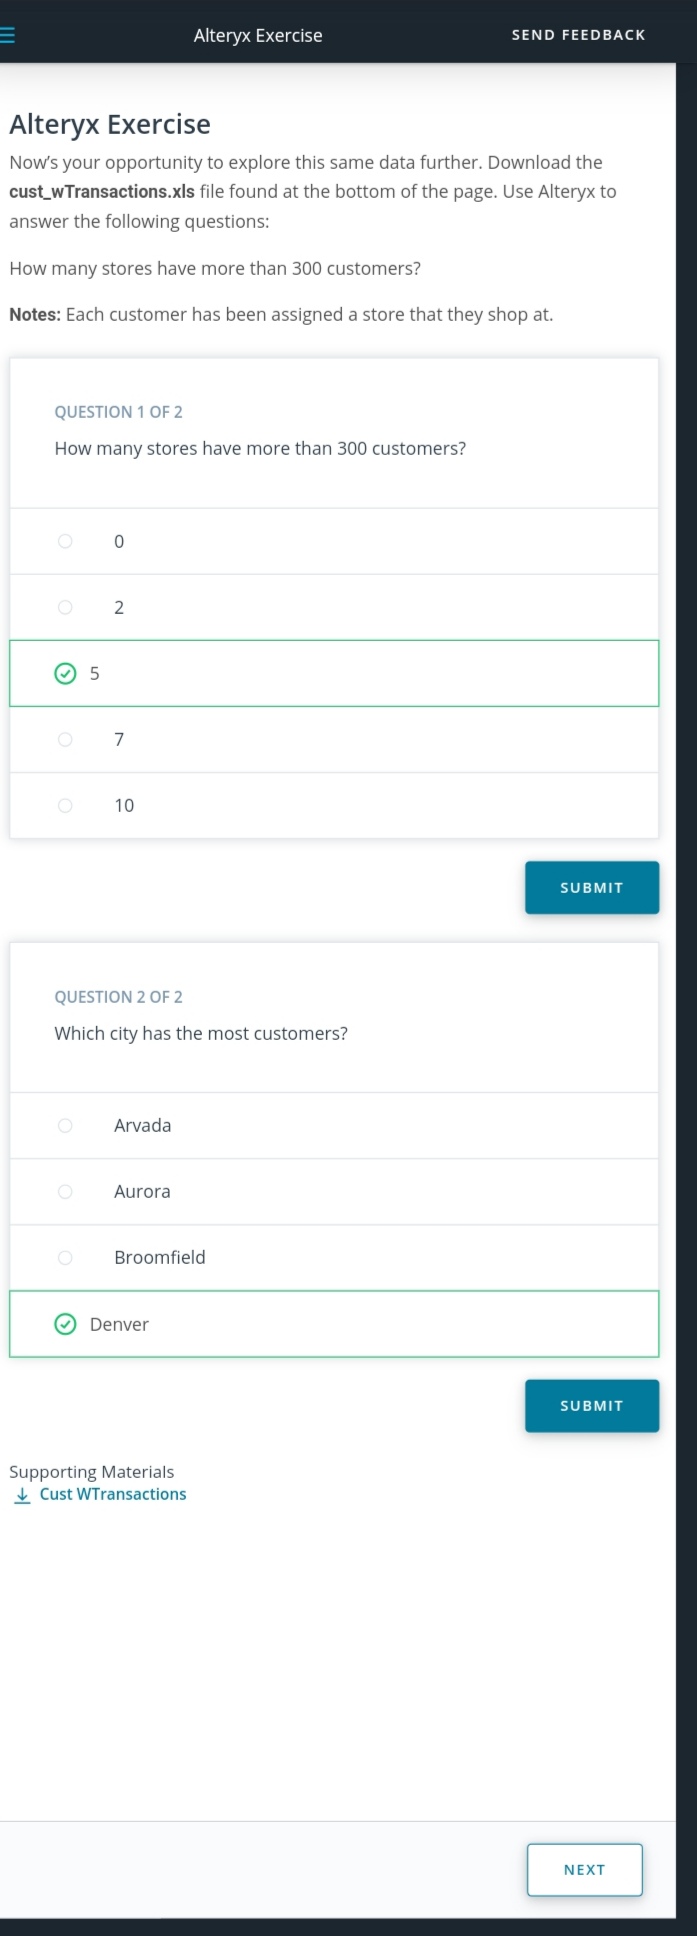 Alteryx Exercise
SEND FEEDBACK
Alteryx Exercise
Now's your opportunity to explore this same data further. Download the
cust_wTransactions.xls file found at the bottom of the page. Use Alteryx to
answer the following questions:
How many stores have more than 300 customers?
Notes: Each customer has been assigned a store that they shop at.
QUESTION 1 OF 2
How many stores have more than 300 customers?
0
2
5
7
10
SUBMIT
QUESTION 2 OF 2
Which city has the most customers?
Arvada
Aurora
Broomfield
Denver
SUBMIT
Supporting Materials
Cust WTransactions
NEXT